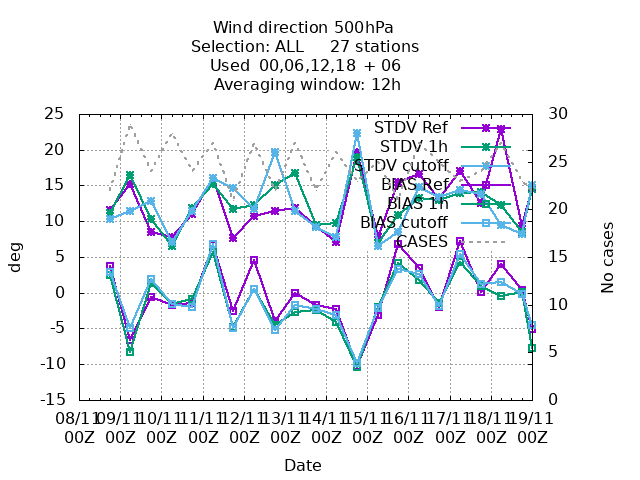 Wind direction 500hPa
Selection: ALL 27 stations
Used 00,06,12,18 + 06
Averaging window: 12h
25
20
15
10
5
0
-5
-10
-15
deg
30
25
20
15
10
5
0
No cases
STDV Ref
STDV 1h
STDV cutoff
BIAS Ref
BIAS 1h
BIAS cutoff
CASES
08/11 09/11 10/11 11/11 12/11 13/11 14/11 15/11 16/11 17/11 18/11 19/11
00Z 00Z 00Z 00Z 00Z 00Z 00Z 00Z 00Z 00Z 00Z 00Z
Date